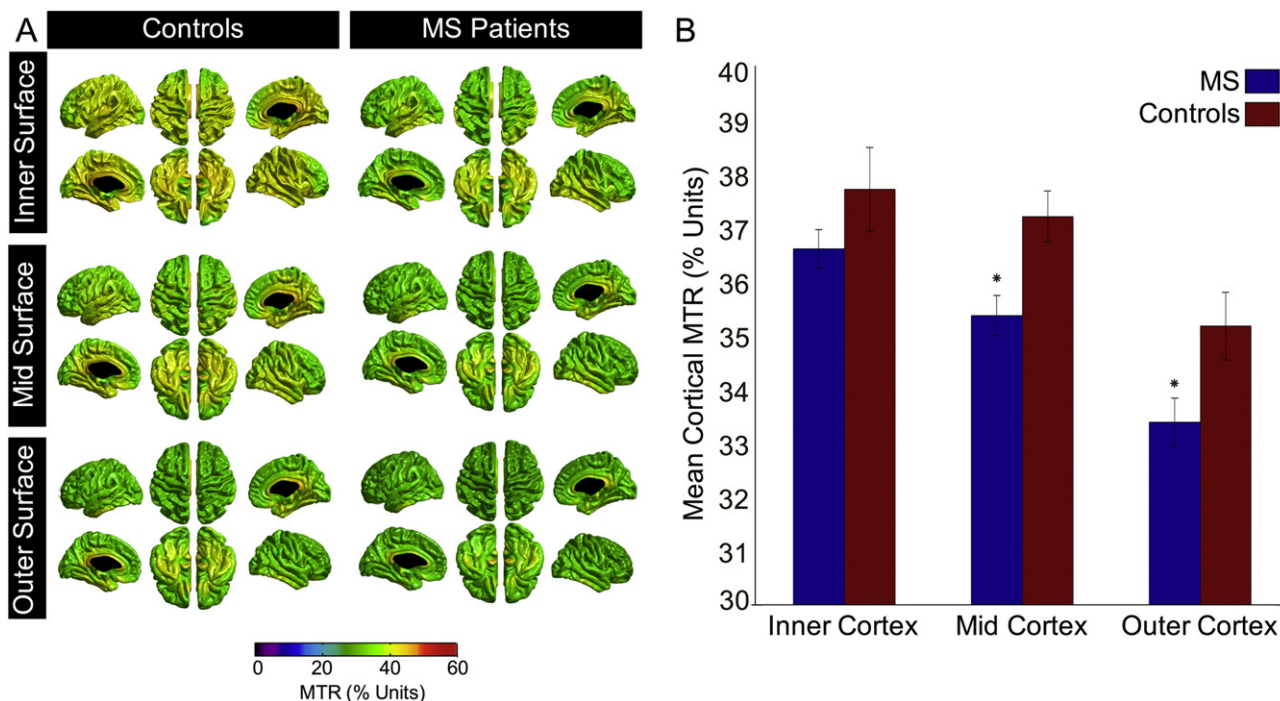 A
Controls
MS Patients
Inner Surface
Mid Surface
Outer Surface
0 20 40 60
MTR (% Units)
B
MS
Controls
Mean Cortical MTR (% Units)
40
39
38
37
36
35
34
33
32
31
30
*
*
Inner Cortex Mid Cortex Outer Cortex